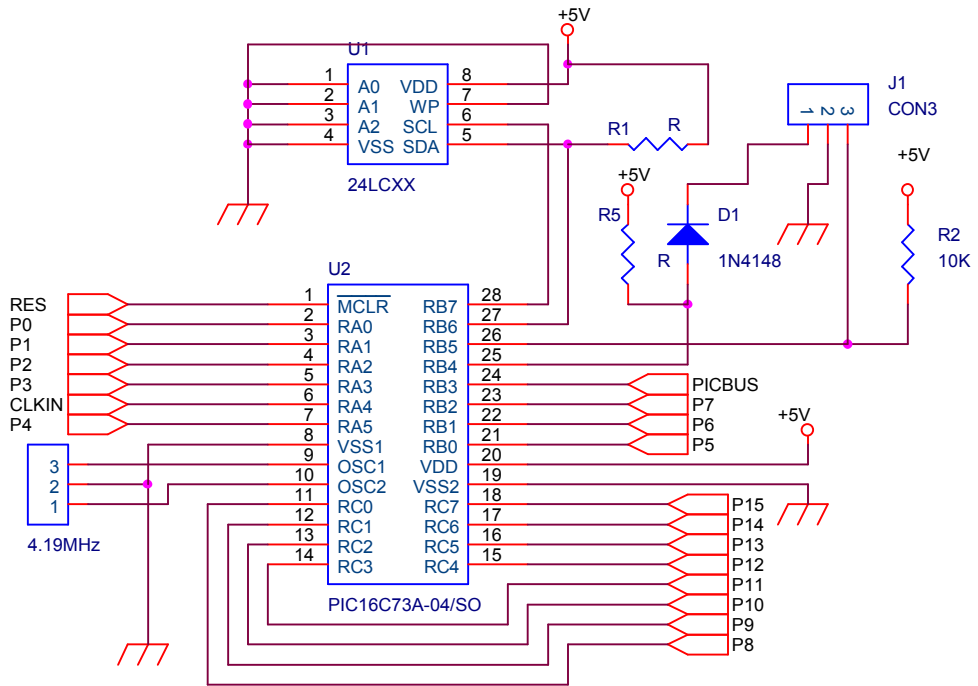 +5V
U1
1 A0 VDD 8
2 A1 WP 7
3 A2 SCL 6
4 VSS SDA 5
24LCXX
R1 R
J1
CON3
1 2 3
+5V
+5V
R5
R
D1
1N4148
R2
10K
U2
RES 1 MCLR RB7 28
P0 2 RA0 RB6 27
P1 3 RA1 RB5 26
P2 4 RA2 RB4 25
P3 5 RA3 RB3 24 PICBUS
CLKIN 6 RA4 RB2 23 P7
P4 7 RA5 RB1 22 P6
8 VSS1 RB0 21 P5
+5V
3 9 OSC1 VDD 20
2 10 OSC2 VSS2 19
1 11 RC0 RC7 18 P15
4.19MHz
12 RC1 RC6 17 P14
13 RC2 RC5 16 P13
14 RC3 RC4 15 P12
P11
PIC16C73A-04/SO
P10
P9
P8